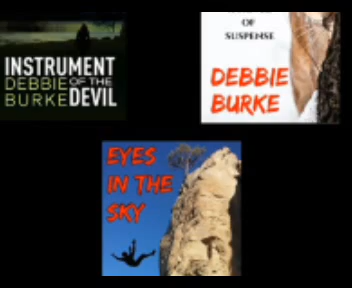 INSTRUMENT
DEBBIE OF THE
BURKE DEVIL
OF
SUSPENSE
DEBBIE
BURKE
EYES
IN THE
SKY